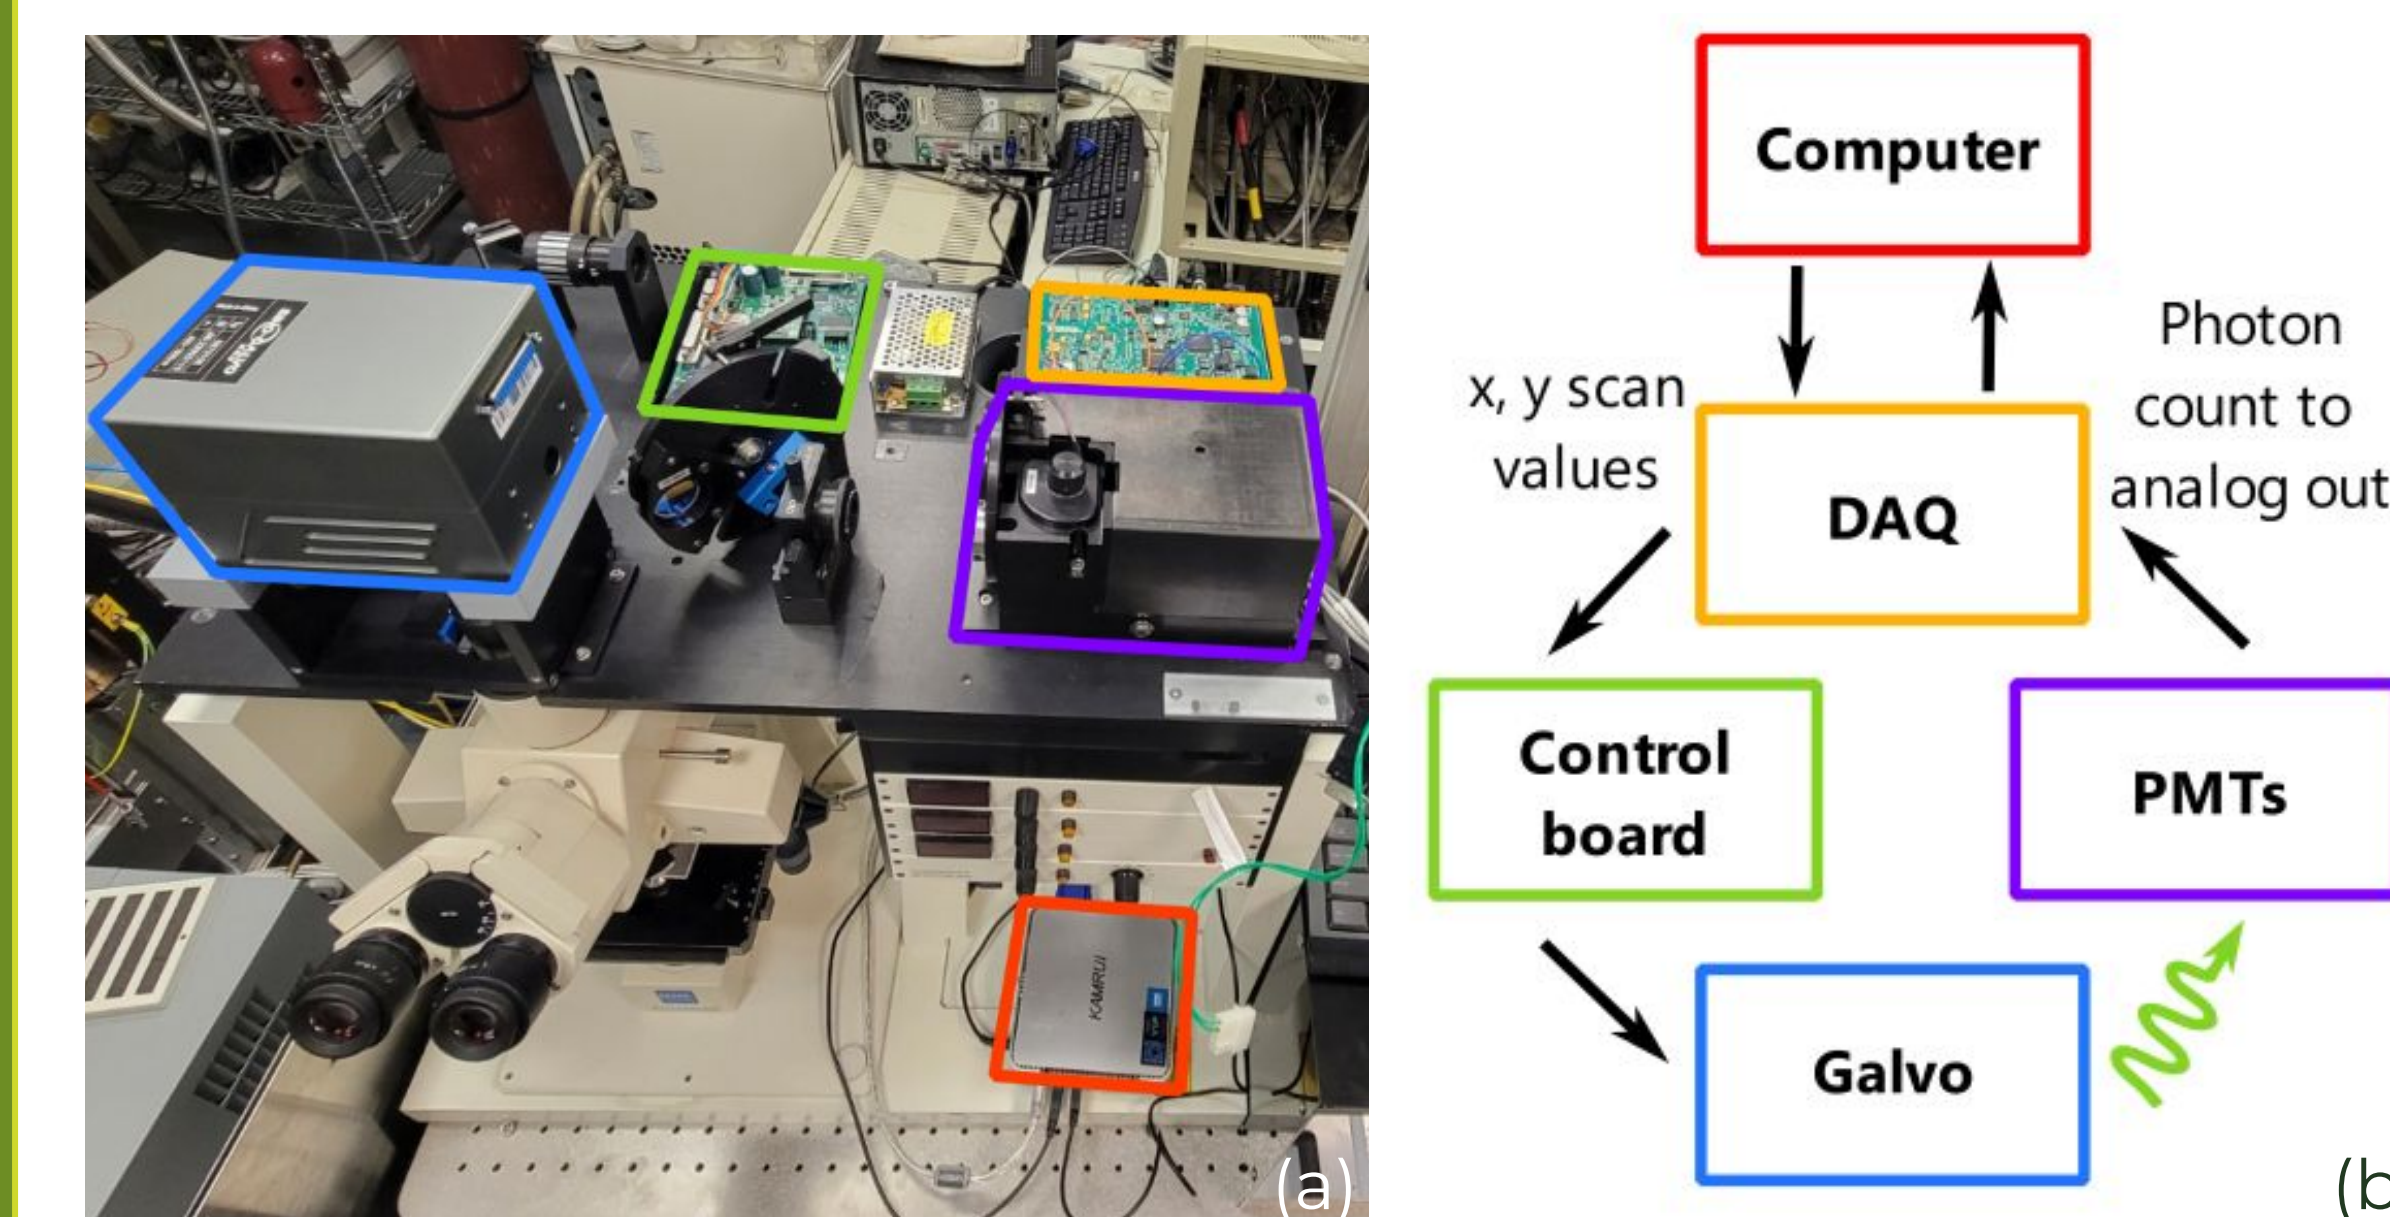 Computer
x, y scan
values
Photon
count to
analog out
DAQ
Control
board
PMTs
Galvo
KAMRUI
(a)
(b